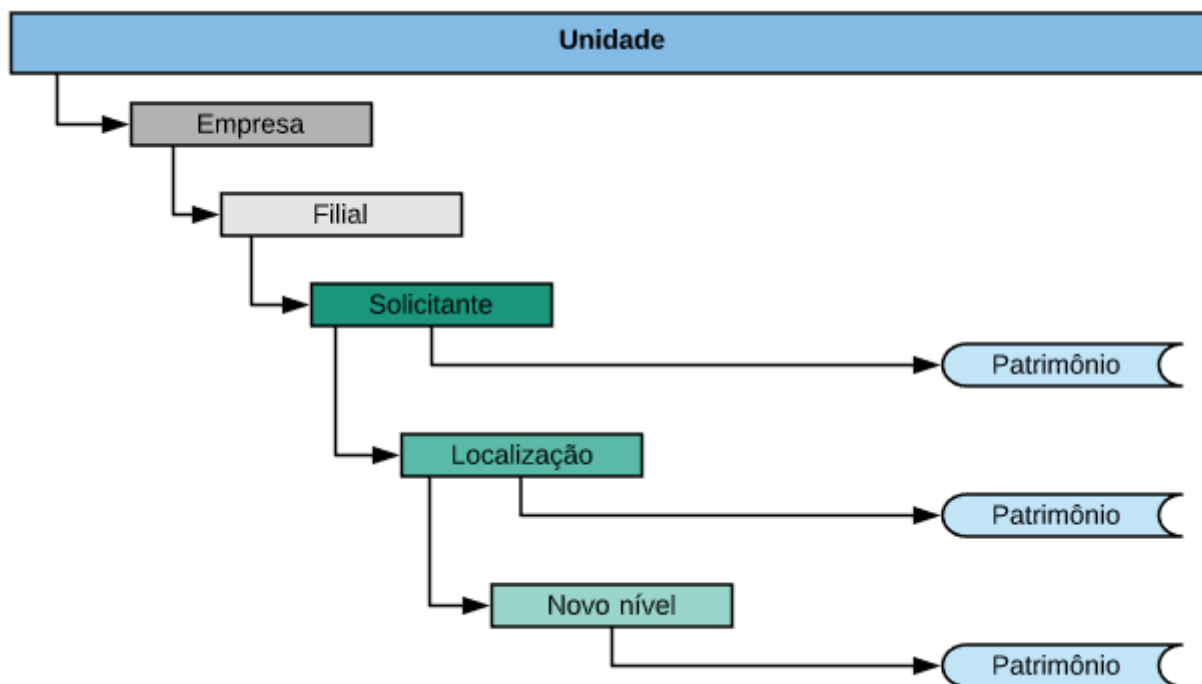 Unidade
Empresa
Filial
Solicitante
Patrimônio
Localização
Patrimônio
Novo nível
Patrimônio